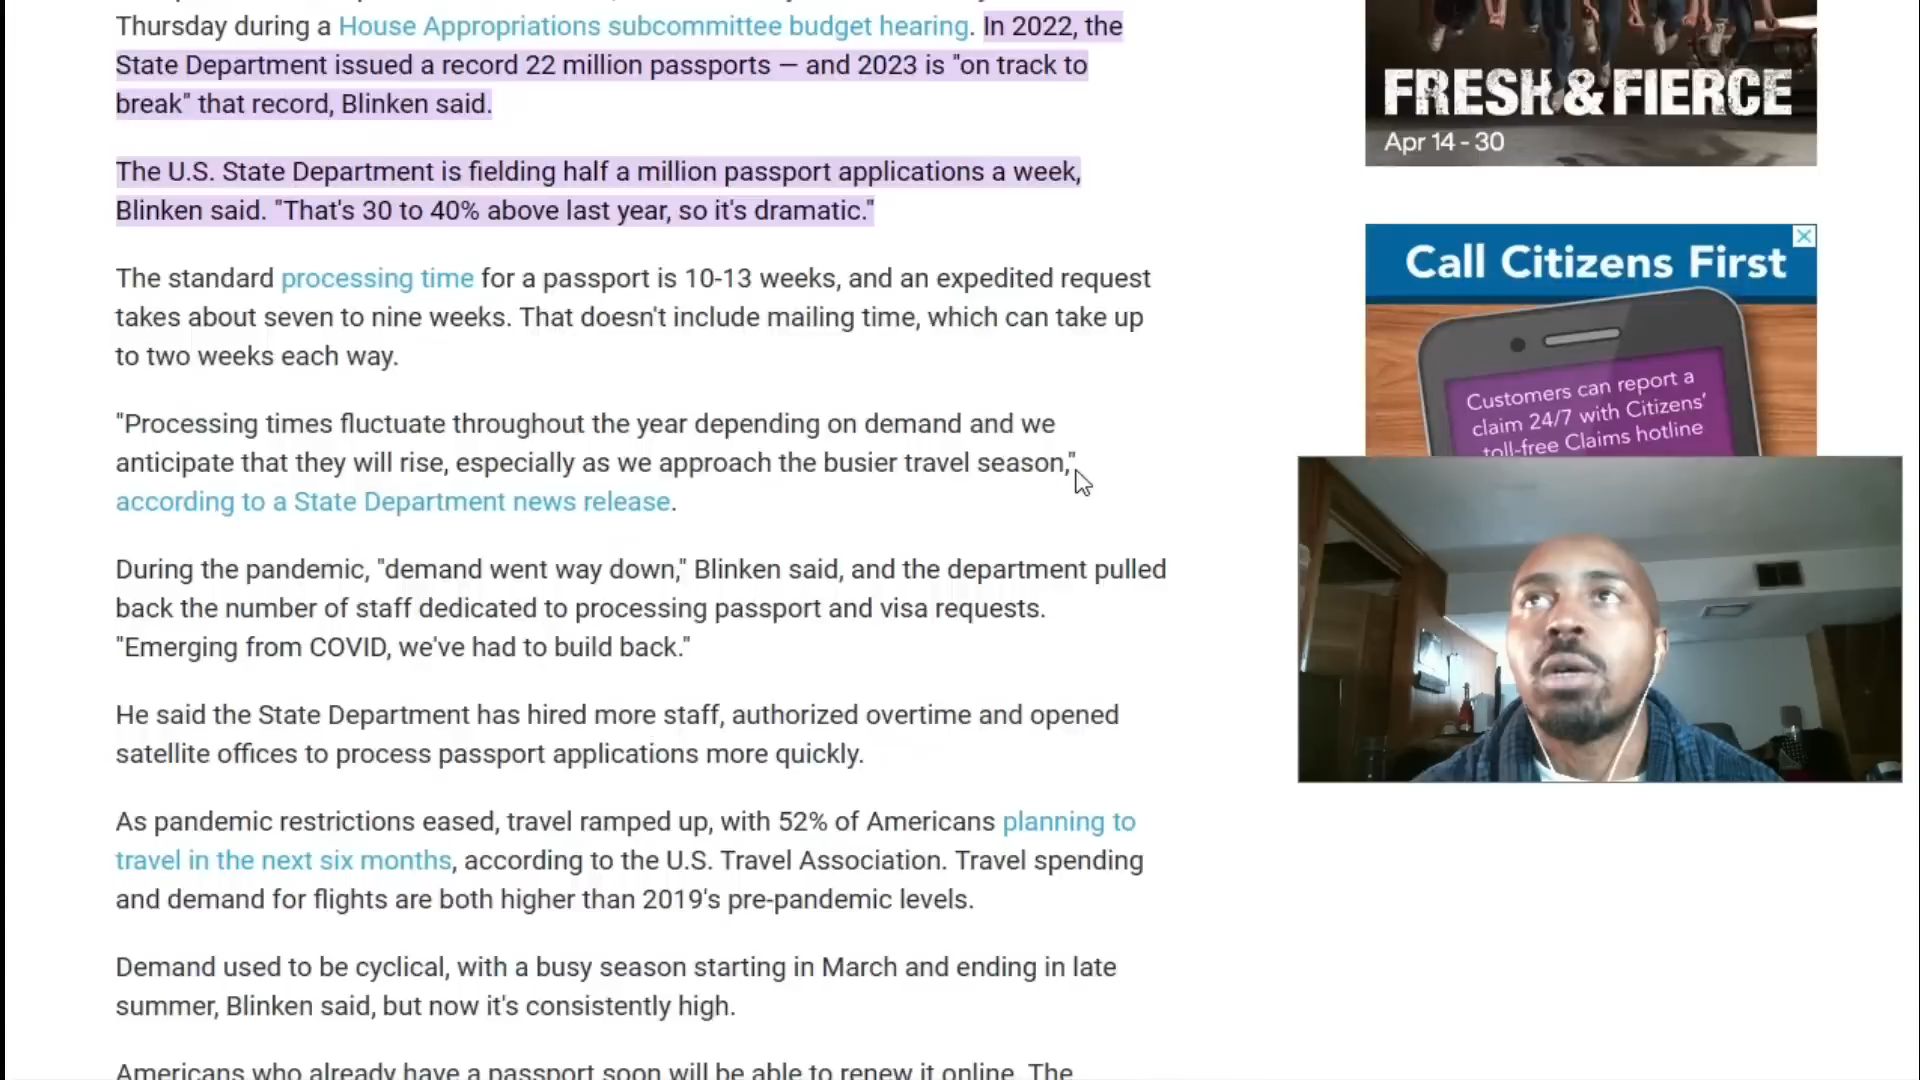 Thursday during a House Appropriations subcommittee budget hearing. In 2022, the
State Department issued a record 22 million passports — and 2023 is "on track to
break" that record, Blinken said.
The U.S. State Department is fielding half a million passport applications a week,
Blinken said. "That's 30 to 40% above last year, so it's dramatic."
The standard processing time for a passport is 10-13 weeks, and an expedited request
takes about seven to nine weeks. That doesn't include mailing time, which can take up
to two weeks each way.
"Processing times fluctuate throughout the year depending on demand and we
anticipate that they will rise, especially as we approach the busier travel season,"
according to a State Department news release.
During the pandemic, "demand went way down," Blinken said, and the department pulled
back the number of staff dedicated to processing passport and visa requests.
"Emerging from COVID, we've had to build back."
He said the State Department has hired more staff, authorized overtime and opened
satellite offices to process passport applications more quickly.
As pandemic restrictions eased, travel ramped up, with 52% of Americans planning to
travel in the next six months, according to the U.S. Travel Association. Travel spending
and demand for flights are both higher than 2019's pre-pandemic levels.
Demand used to be cyclical, with a busy season starting in March and ending in late
summer, Blinken said, but now it's consistently high.
Americans who already have a passport soon will be able to renew it online. The
FRESH & FIERCE
Apr 14 - 30
Call Citizens First
Customers can report a
claim 24/7 with Citizens'
toll-free Claims hotline